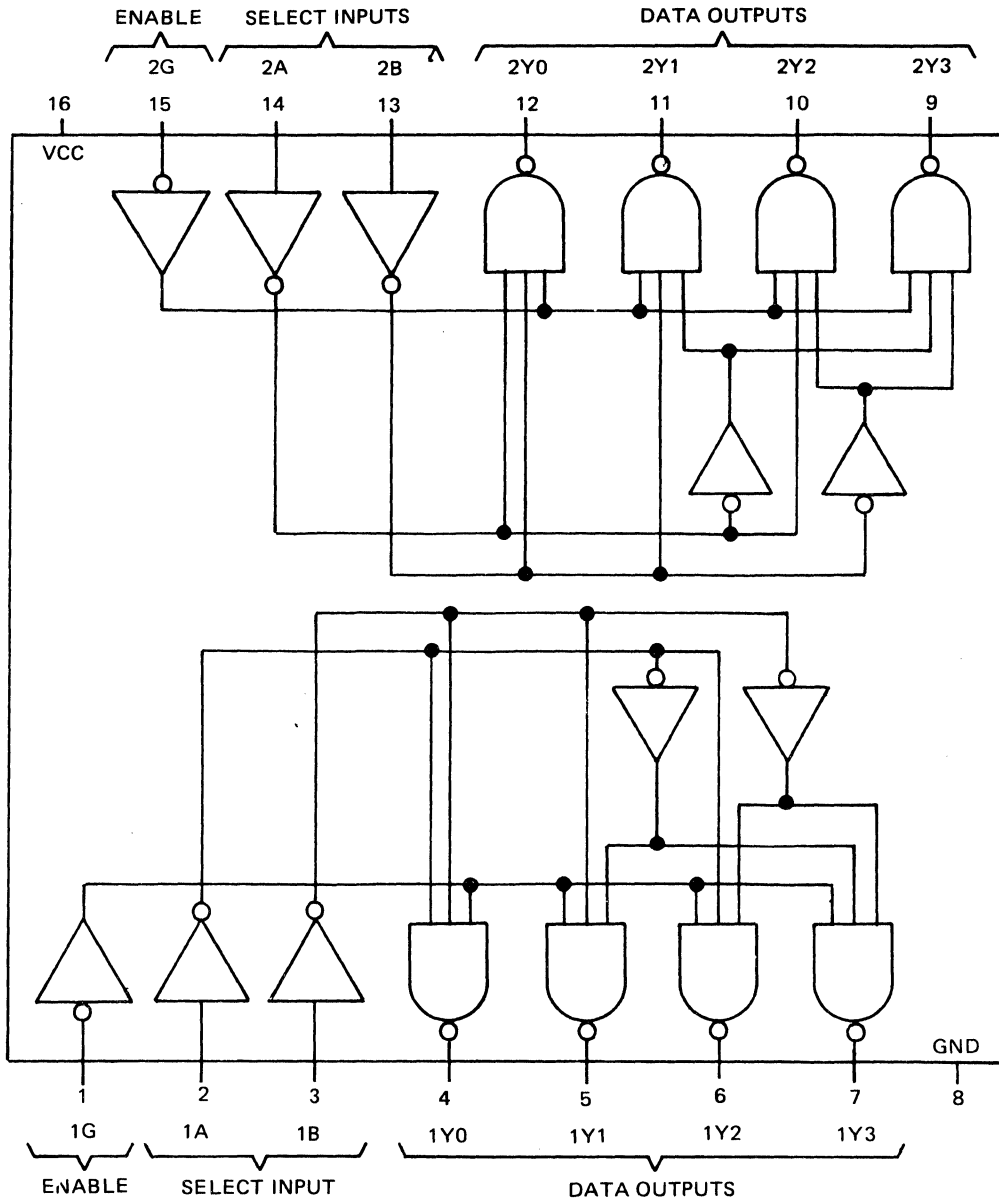 ENABLE SELECT INPUTS DATA OUTPUTS
2G 2A 2B 2Y0 2Y1 2Y2 2Y3
16 15 14 13 12 11 10 9
VCC
GND
1 2 3 4 5 6 7 8
1G 1A 1B 1Y0 1Y1 1Y2 1Y3
ENABLE SELECT INPUT DATA OUTPUTS